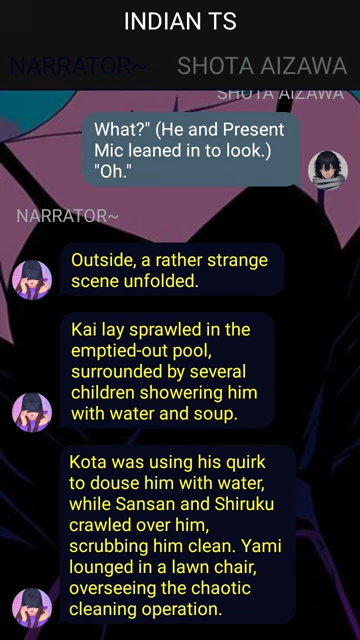 INDIAN TS
NARRATOR~ SHOTA AIZAWA
SHOTA AIZAWA
What?" (He and Present
Mic leaned in to look.)
"Oh."
NARRATOR~
Outside, a rather strange
scene unfolded.
Kai lay sprawled in the
emptied-out pool,
surrounded by several
children showering him
with water and soup.
Kota was using his quirk
to douse him with water,
while Sansan and Shiruku
crawled over him,
scrubbing him clean. Yami
lounged in a lawn chair,
overseeing the chaotic
cleaning operation.